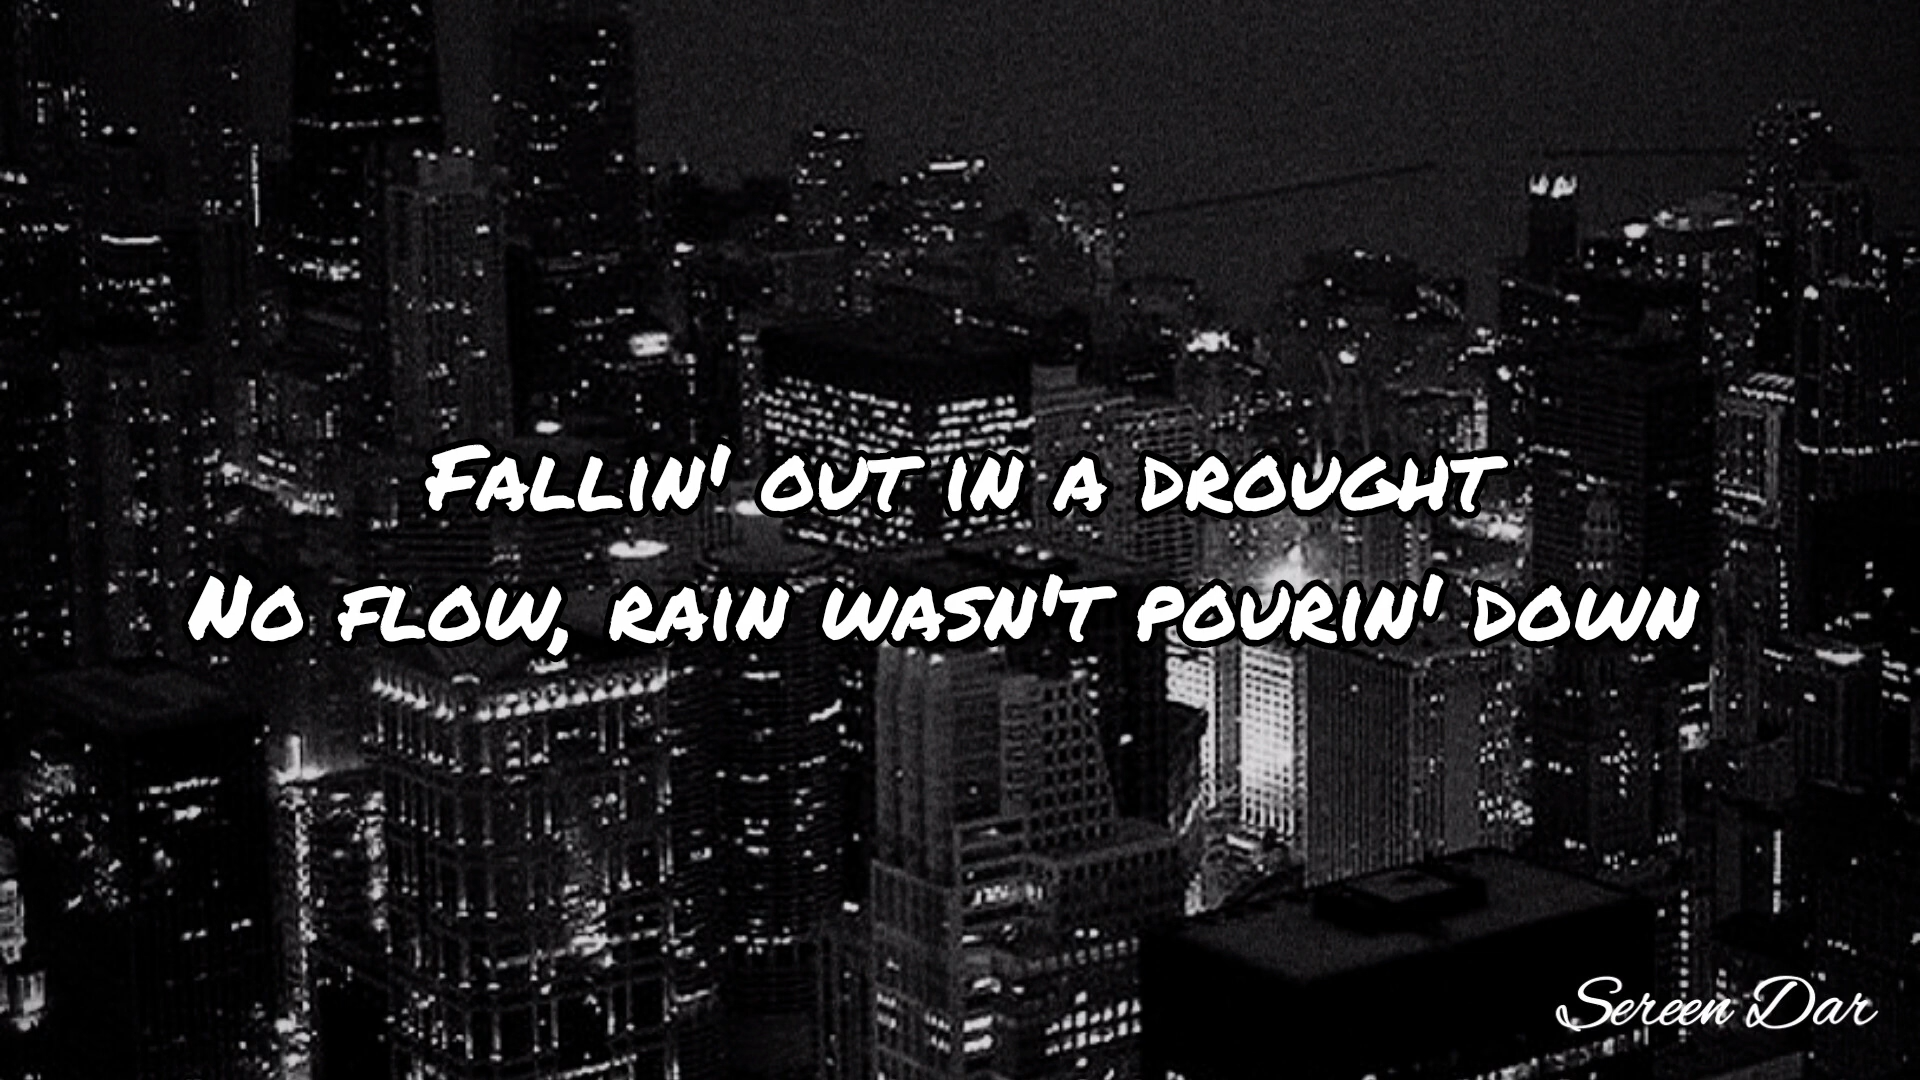 Fallin' out in a drought
No flow, rain wasn't pourin' down
Sereen Dar